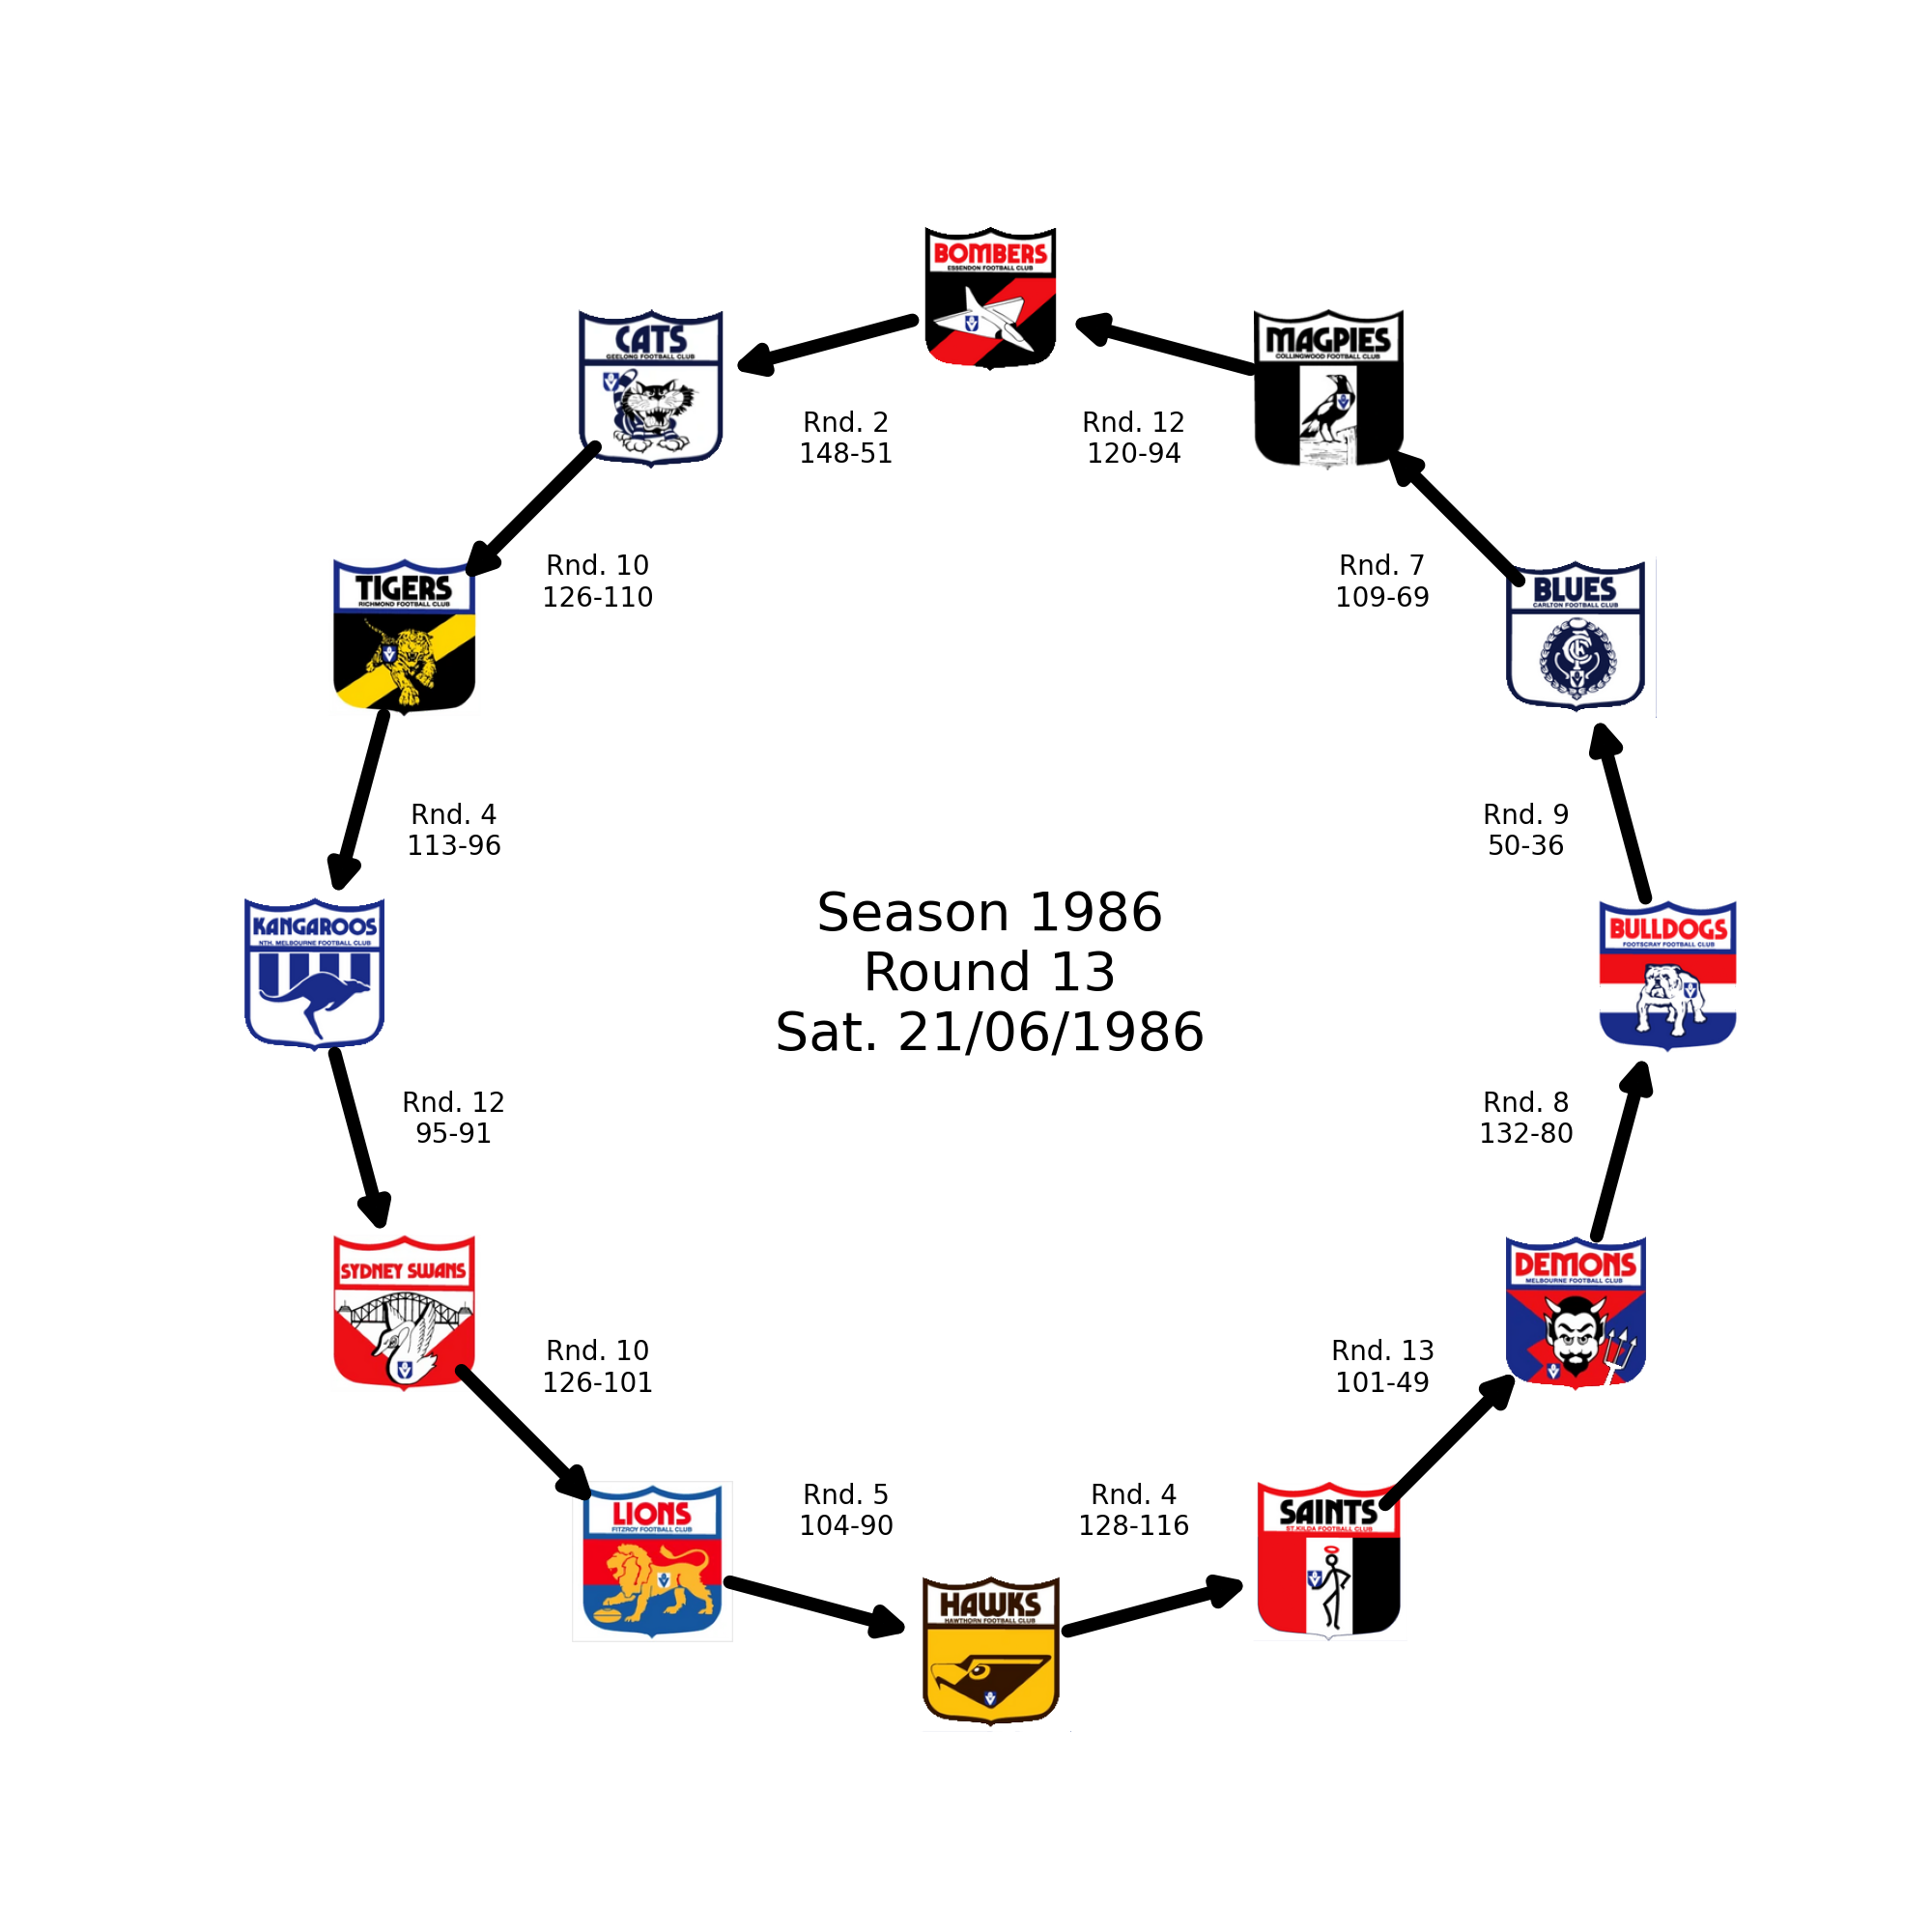 BOMBERS
ESSENDON FOOTBALL CLUB
CATS
GEELONG FOOTBALL CLUB
MAGPIES
COLLINGWOOD FOOTBALL CLUB
Rnd. 2
148-51
Rnd. 12
120-94
Rnd. 10
126-110
Rnd. 7
109-69
TIGERS
RICHMOND FOOTBALL CLUB
BLUES
CARLTON FOOTBALL CLUB
Rnd. 4
113-96
Rnd. 9
50-36
KANGAROOS
NTH. MELBOURNE FOOTBALL CLUB
BULLDOGS
FOOTSCRAY FOOTBALL CLUB
Season 1986
Round 13
Sat. 21/06/1986
Rnd. 12
95-91
Rnd. 8
132-80
SYDNEY SWANS
DEMONS
MELBOURNE FOOTBALL CLUB
Rnd. 10
126-101
Rnd. 13
101-49
LIONS
FITZROY FOOTBALL CLUB
Rnd. 5
104-90
Rnd. 4
128-116
SAINTS
ST.KILDA FOOTBALL CLUB
HAWKS
HAWTHORN FOOTBALL CLUB